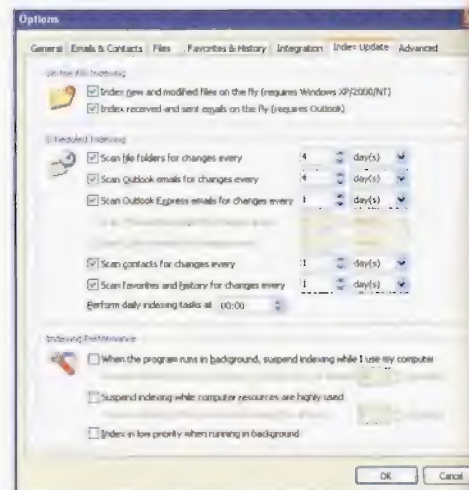 Options
General Emails & Contacts Files Favorites & History Integration Index Update Advanced
On the Fly Indexing
Index new and modified files on the fly (requires Windows XP/2000/NT)
Index received and sent emails on the fly (requires Outlook)
Scheduled Indexing
Scan file folders for changes every 4 day(s)
Scan Outlook emails for changes every 4 day(s)
Scan Outlook Express emails for changes every 1 day(s)
Scan contacts for changes every 1 day(s)
Scan favorites and history for changes every 1 day(s)
Perform daily indexing tasks at 00:00
Indexing Performance
When the program runs in background, suspend indexing while I use my computer
Suspend indexing while computer resources are highly used
Index in low priority when running in background
OK Cancel